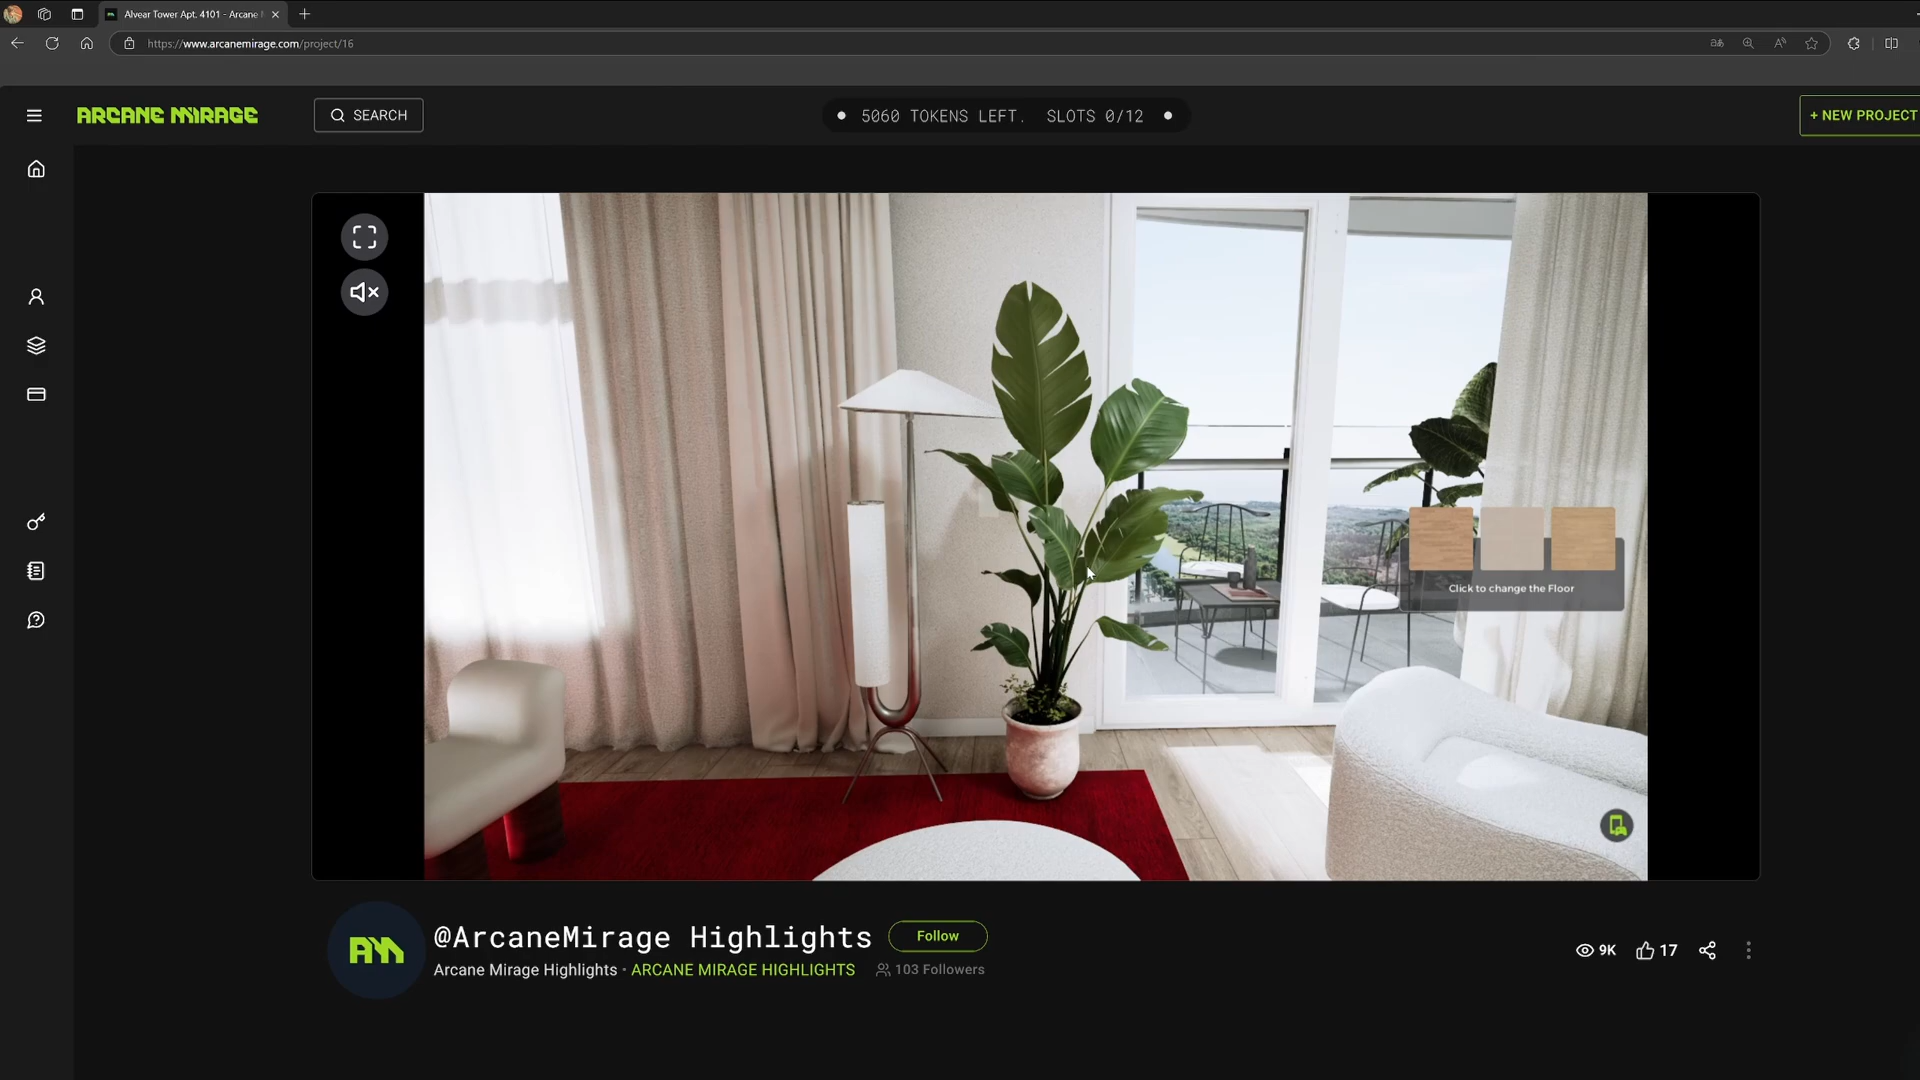 Alvear Tower Apt. 4101 - Arcane
https://www.arcanemirage.com/project/16
ARCANE MIRAGE
SEARCH
5060 TOKENS LEFT. SLOTS 0/12
+ NEW PROJECT
Click to change the Floor
AM
@ArcaneMirage Highlights
Follow
Arcane Mirage Highlights · ARCANE MIRAGE HIGHLIGHTS
103 Followers
9K
17